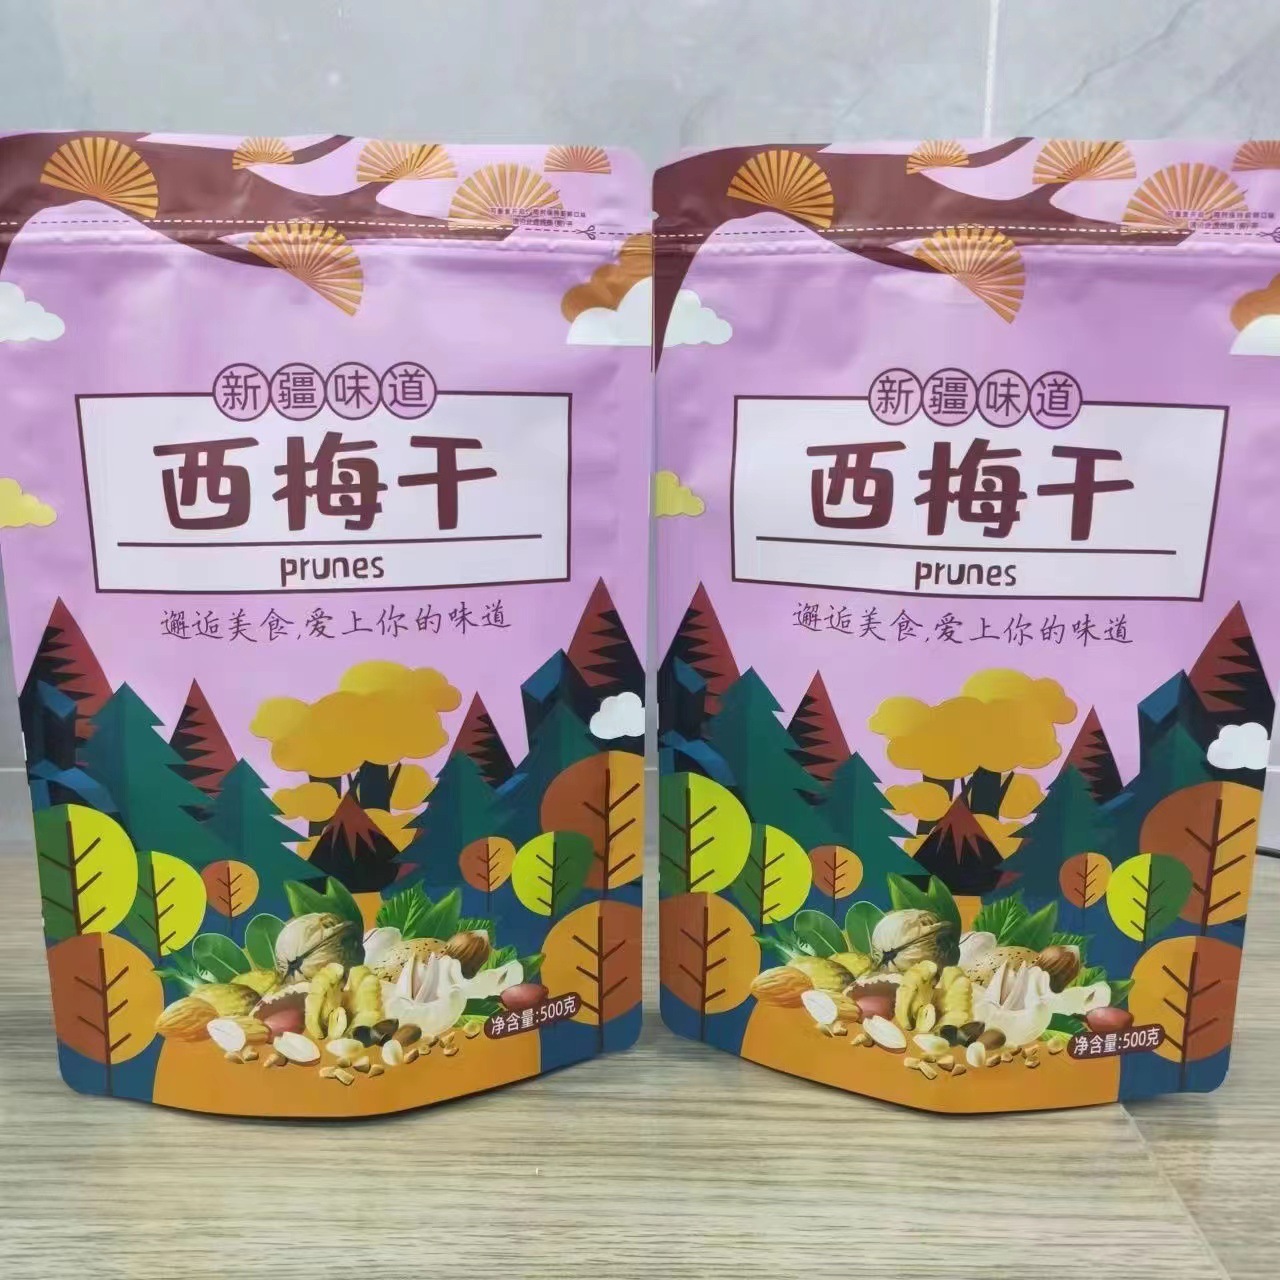 新疆味道
西梅干
prunes
邂逅美食,爱上你的味道
净含量:500克
新疆味道
西梅干
prunes
邂逅美食,爱上你的味道
净含量:500克